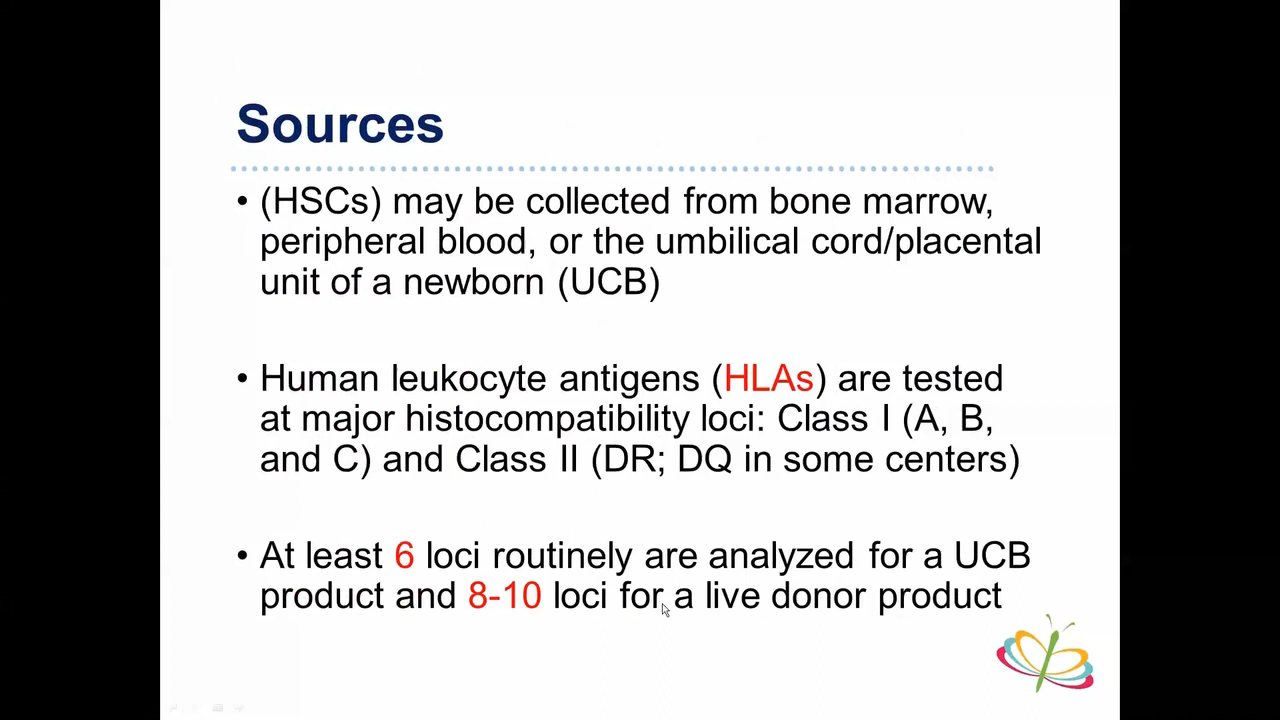 Sources
• (HSCs) may be collected from bone marrow,
peripheral blood, or the umbilical cord/placental
unit of a newborn (UCB)
• Human leukocyte antigens (HLAs) are tested
at major histocompatibility loci: Class I (A, B,
and C) and Class II (DR; DQ in some centers)
• At least 6 loci routinely are analyzed for a UCB
product and 8-10 loci for a live donor product